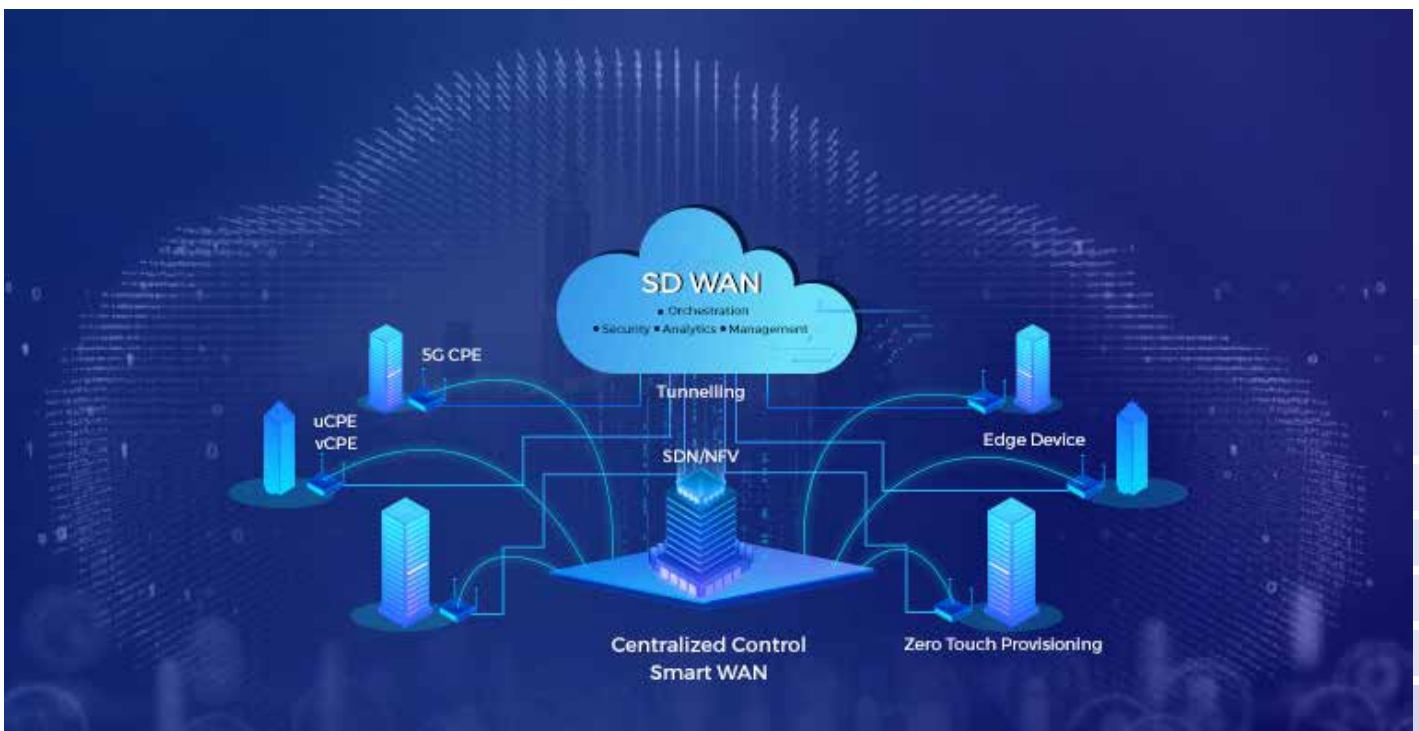 SD WAN
• Orchestration
• Security • Analytics • Management
5G CPE
Tunnelling
uCPE
vCPE
Edge Device
SDN/NFV
Centralized Control
Smart WAN
Zero Touch Provisioning